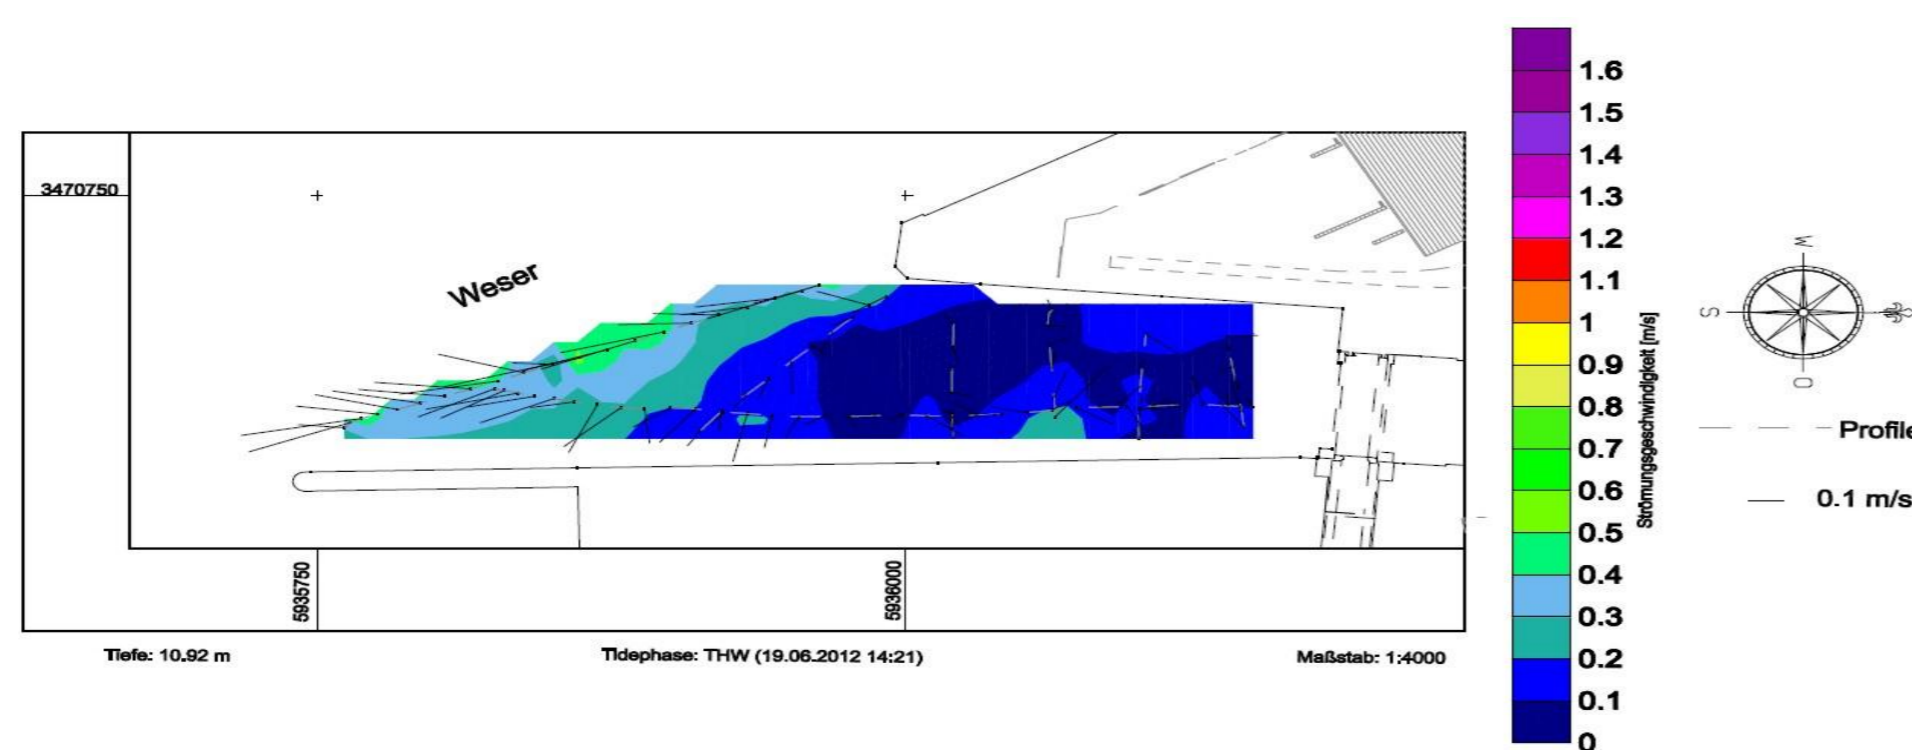 3470750
Weser
5935750
5936000
Tiefe: 10.92 m
Tidephase: THW (19.06.2012 14:21)
Maßstab: 1:4000
1.6
1.5
1.4
1.3
1.2
1.1
1
0.9
0.8
0.7
0.6
0.5
0.4
0.3
0.2
0.1
0
Strömungsgeschwindigkeit [m/s]
W
S
O
Profile
0.1 m/s